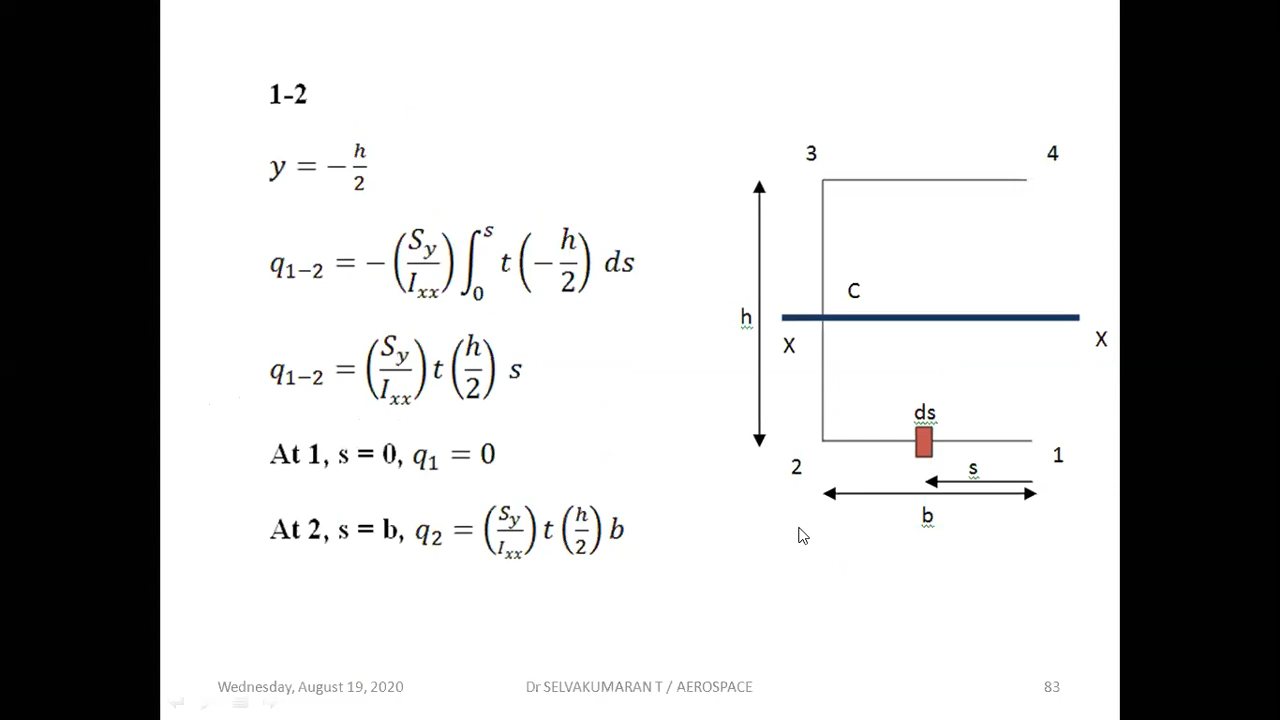 1-2
y = −h/2
q₁₋₂ = −(S_y/I_xx) ∫₀ˢ t (−h/2) ds
q₁₋₂ = (S_y/I_xx) t (h/2) s
At 1, s = 0, q₁ = 0
At 2, s = b, q₂ = (S_y/I_xx) t (h/2) b
3 4
C
h
X X
ds
2 s 1
b
Wednesday, August 19, 2020 Dr SELVAKUMARAN T / AEROSPACE 83